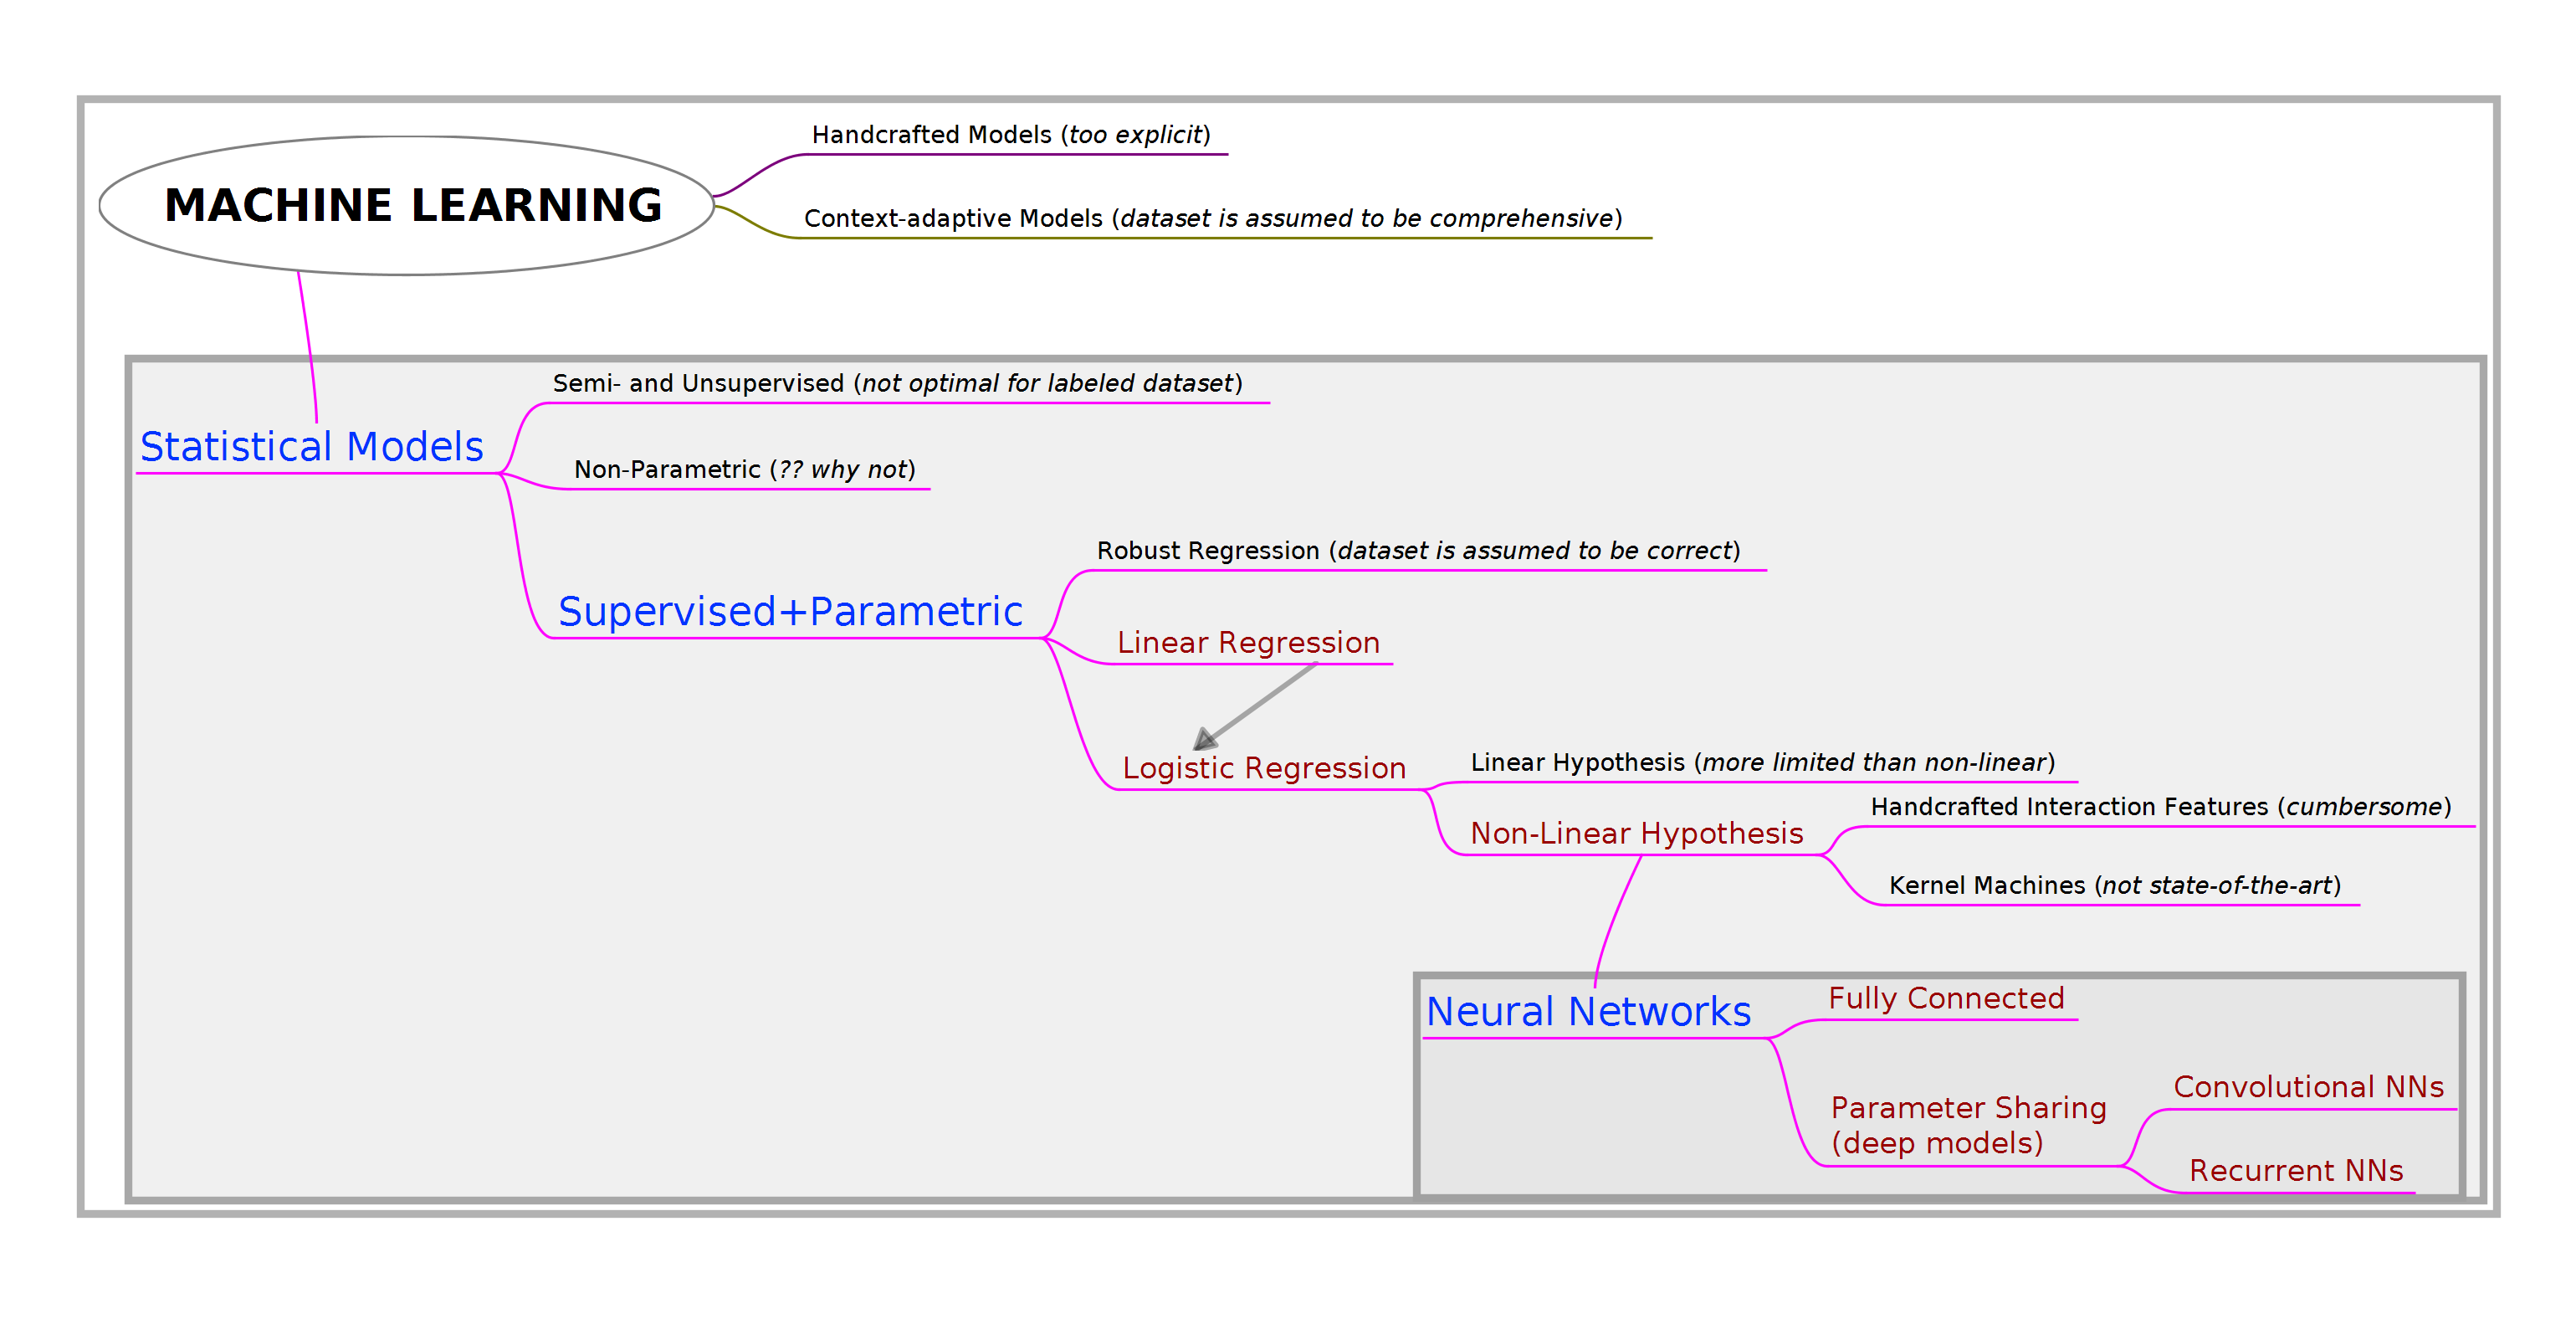 MACHINE LEARNING
Handcrafted Models (too explicit)
Context-adaptive Models (dataset is assumed to be comprehensive)
Statistical Models
Semi- and Unsupervised (not optimal for labeled dataset)
Non-Parametric (?? why not)
Supervised+Parametric
Robust Regression (dataset is assumed to be correct)
Linear Regression
Logistic Regression
Linear Hypothesis (more limited than non-linear)
Non-Linear Hypothesis
Handcrafted Interaction Features (cumbersome)
Kernel Machines (not state-of-the-art)
Neural Networks
Fully Connected
Parameter Sharing
(deep models)
Convolutional NNs
Recurrent NNs